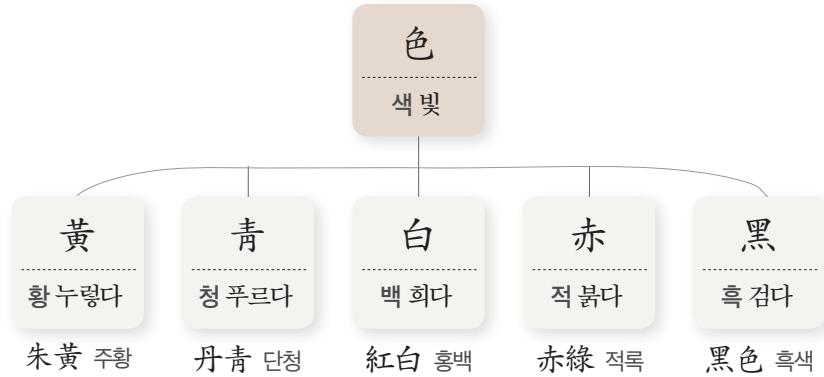 色
색 빛
黃 靑 白 赤 黑
황 누렇다 청 푸르다 백 희다 적 붉다 흑 검다
朱黃 주황 丹靑 단청 紅白 홍백 赤綠 적록 黑色 흑색